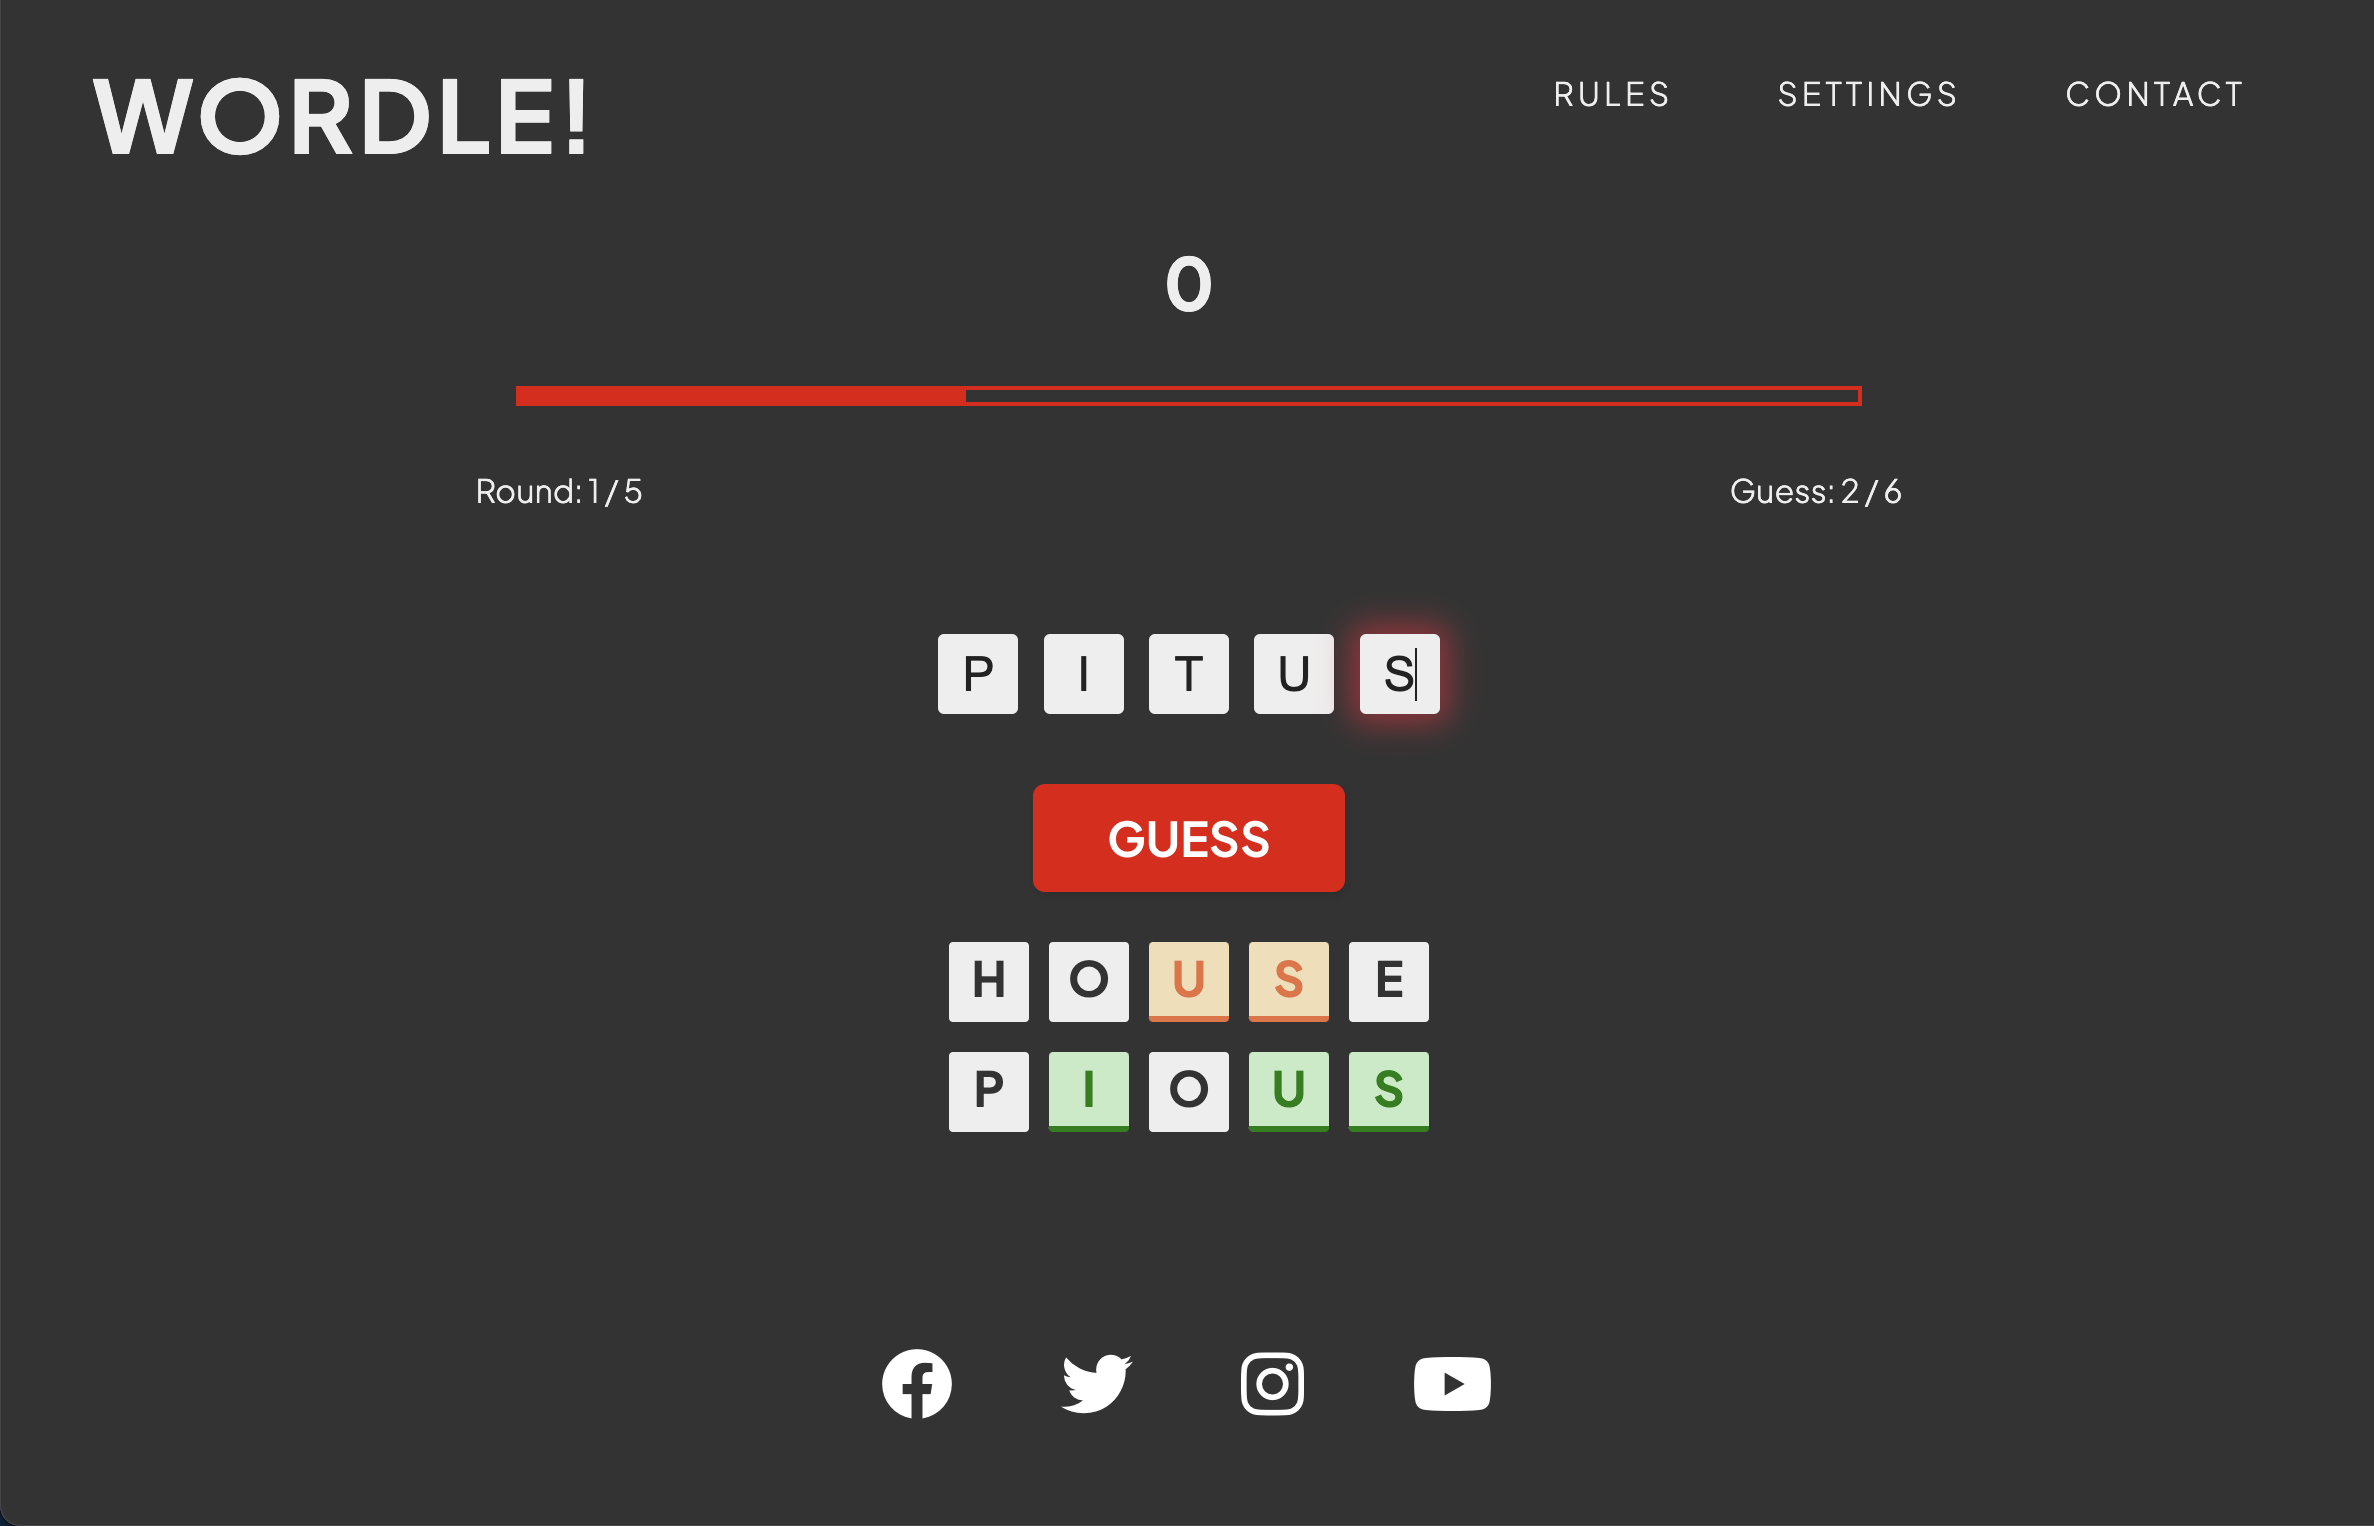 WORDLE!
RULES SETTINGS CONTACT
0
Round: 1 / 5 Guess: 2 / 6
P I T U S
GUESS
H O U S E
P I O U S